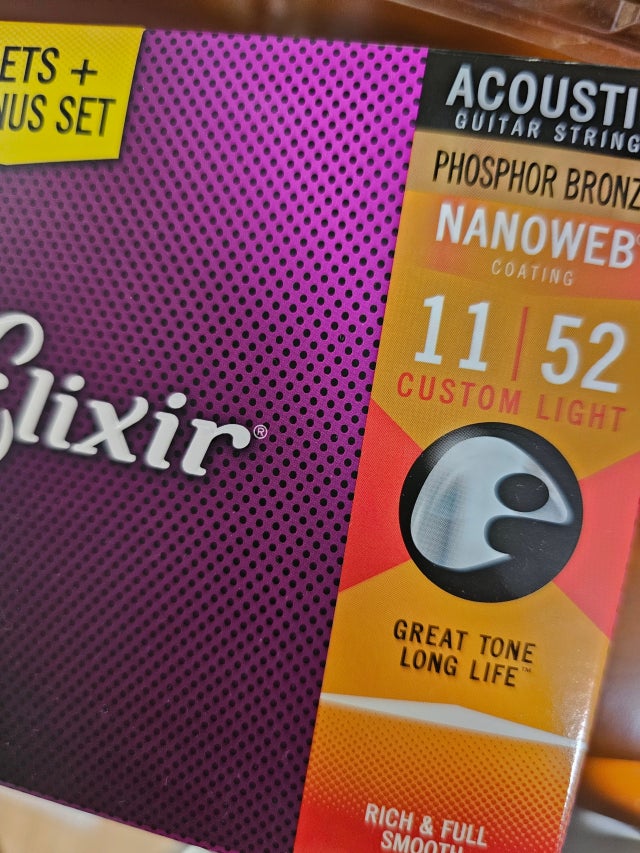 ETS +
NUS SET
Elixir®
ACOUSTI
GUITAR STRING
PHOSPHOR BRONZ
NANOWEB®
COATING
11 | 52
CUSTOM LIGHT
GREAT TONE
LONG LIFE™
RICH & FULL
SMOOTH